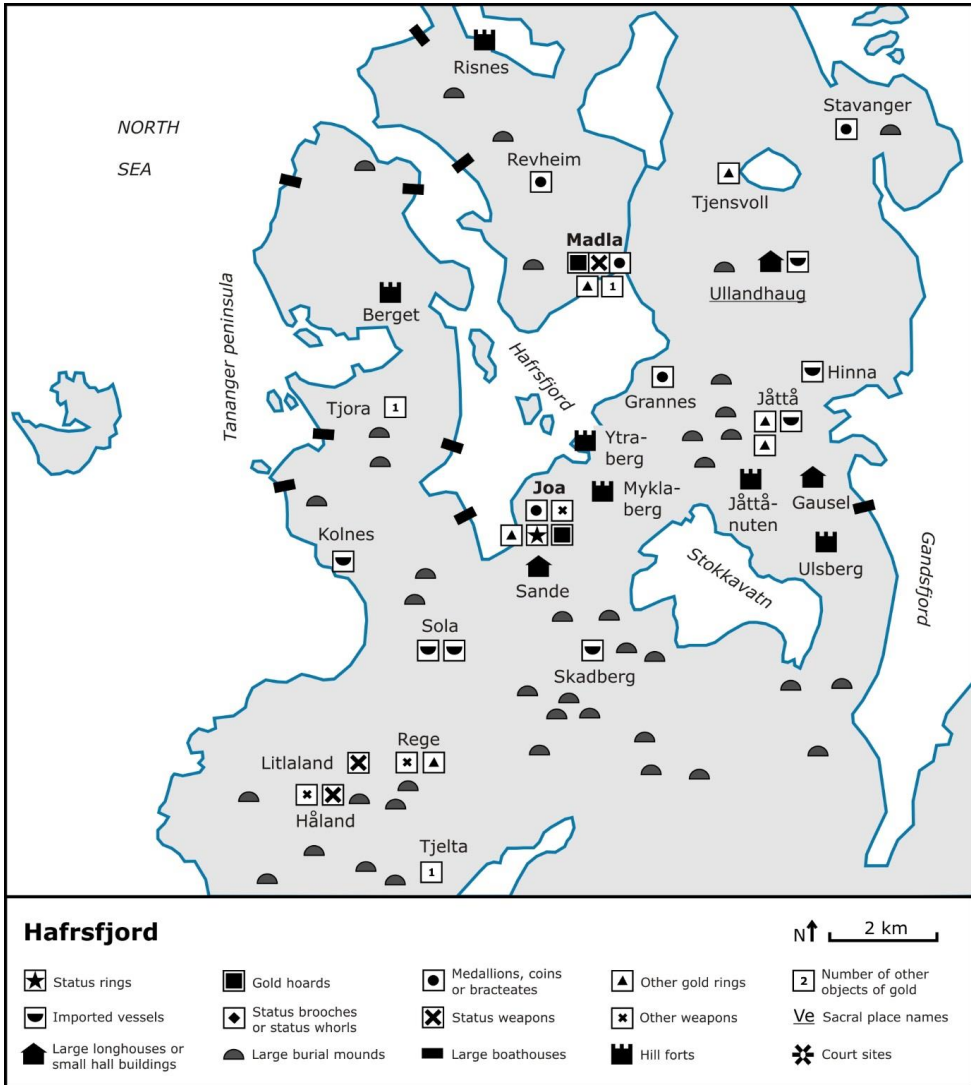 Risnes
Stavanger
NORTH
SEA
Revheim
Tjensvoll
Madla
1
Ullandhaug
Tananger peninsula
Berget
Hafrsfjord
Hinna
Grannes
Jåttå
Tjora
1
Ytra-
berg
Joa
Mykla-
berg
Jåttå-
nuten
Gausel
Kolnes
Ulsberg
Sande
Stokkavatn
Gandsfjord
Sola
Skadberg
Rege
Litlaland
Håland
Tjelta
1
Hafrsfjord
N
2 km
Status rings
Gold hoards
Medallions, coins
or bracteates
Other gold rings
2
Number of other
objects of gold
Imported vessels
Status brooches
or status whorls
Status weapons
Other weapons
Ve
Sacral place names
Large longhouses or
small hall buildings
Large burial mounds
Large boathouses
Hill forts
Court sites